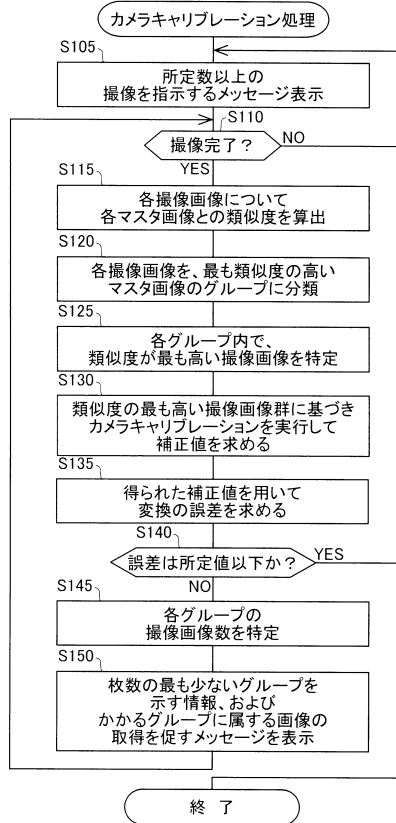 カメラキャリブレーション処理
S105
所定数以上の
撮像を指示するメッセージ表示
S110
撮像完了？
NO
YES
S115
各撮像画像について
各マスタ画像との類似度を算出
S120
各撮像画像を、最も類似度の高い
マスタ画像のグループに分類
S125
各グループ内で、
類似度が最も高い撮像画像を特定
S130
類似度の最も高い撮像画像群に基づき
カメラキャリブレーションを実行して
補正値を求める
S135
得られた補正値を用いて
変換の誤差を求める
S140
誤差は所定値以下か？
YES
NO
S145
各グループの
撮像画像数を特定
S150
枚数の最も少ないグループを
示す情報、および
かかるグループに属する画像の
取得を促すメッセージを表示
終 了